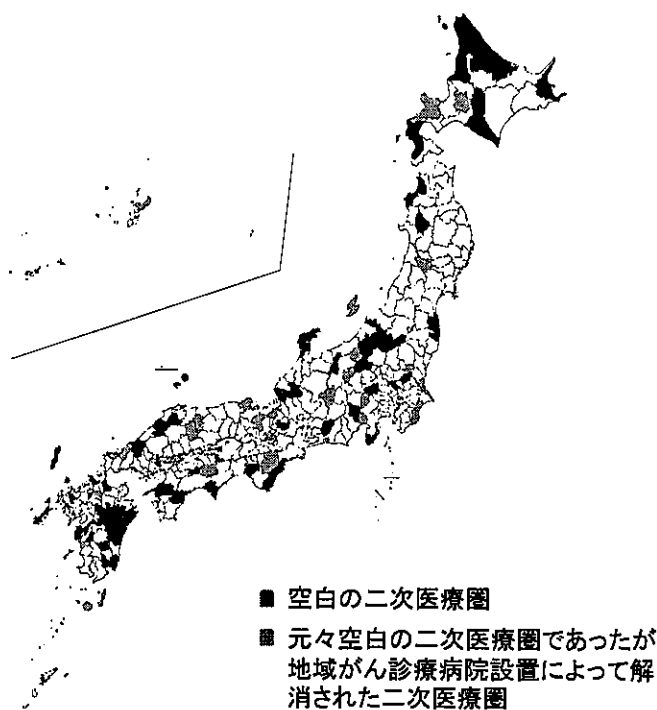 空白の二次医療圏
元々空白の二次医療圏であったが
地域がん診療病院設置によって解
消された二次医療圏